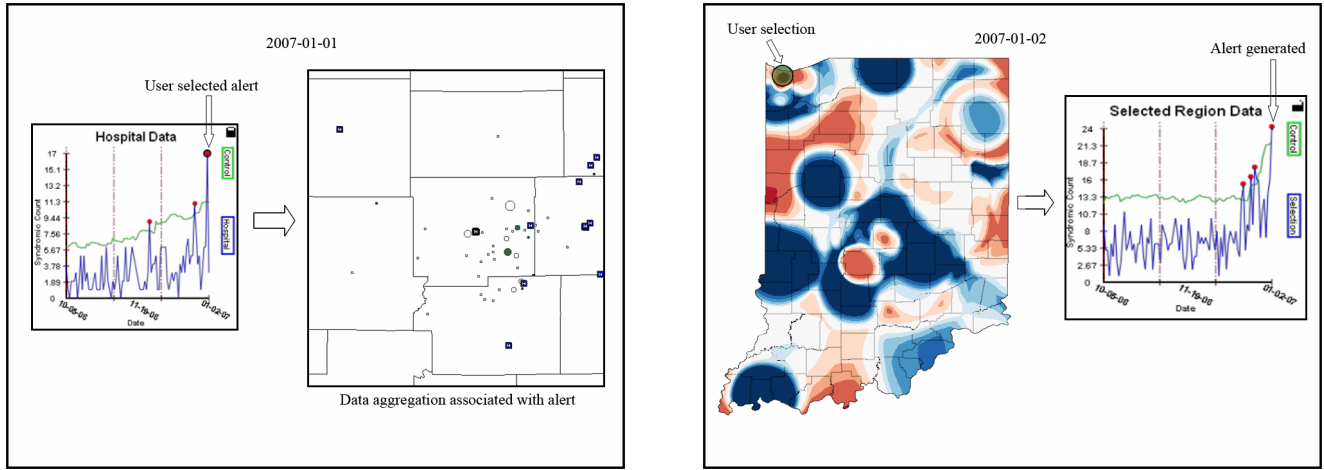 2007-01-01
User selected alert
Hospital Data
Control
Hospital
Syndromic Count
17
15.1
13.2
11.3
9.44
7.56
5.67
3.78
1.89
0
10-05-06
11-19-06
01-02-07
Date
H
H
H
H
H
H
H
H
H
H
H
Data aggregation associated with alert
User selection
2007-01-02
Alert generated
Selected Region Data
Control
Selection
Syndromic Count
24
21.3
18.7
16
13.3
10.7
8
5.33
2.67
0
10-05-06
11-19-06
01-02-07
Date